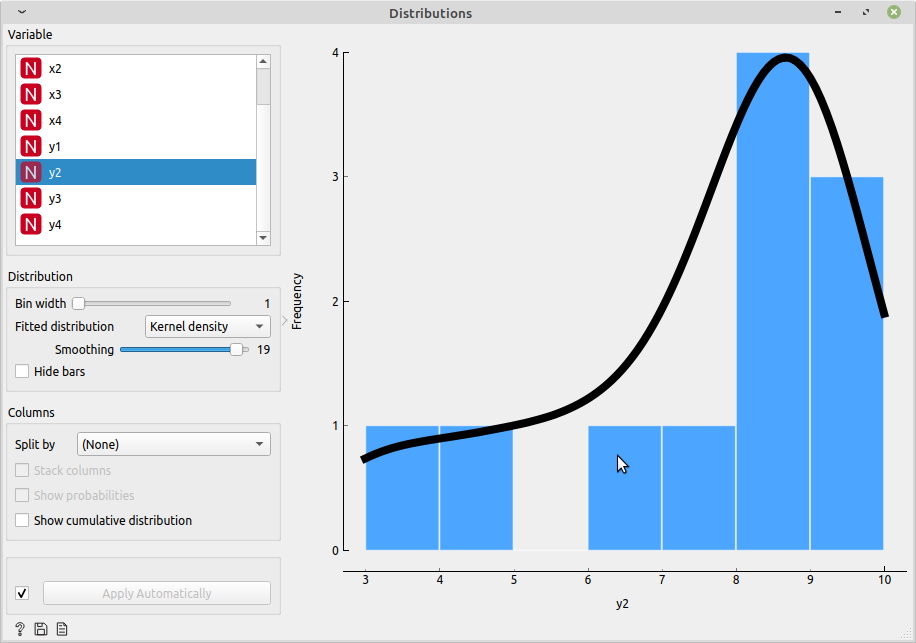 Distributions
Variable
N x2
N x3
N x4
N y1
N y2
N y3
N y4
Distribution
Bin width 1
Fitted distribution Kernel density
Smoothing 19
Hide bars
Columns
Split by (None)
Stack columns
Show probabilities
Show cumulative distribution
Apply Automatically
?
Frequency
4
3
2
1
0
3 4 5 6 7 8 9 10
y2